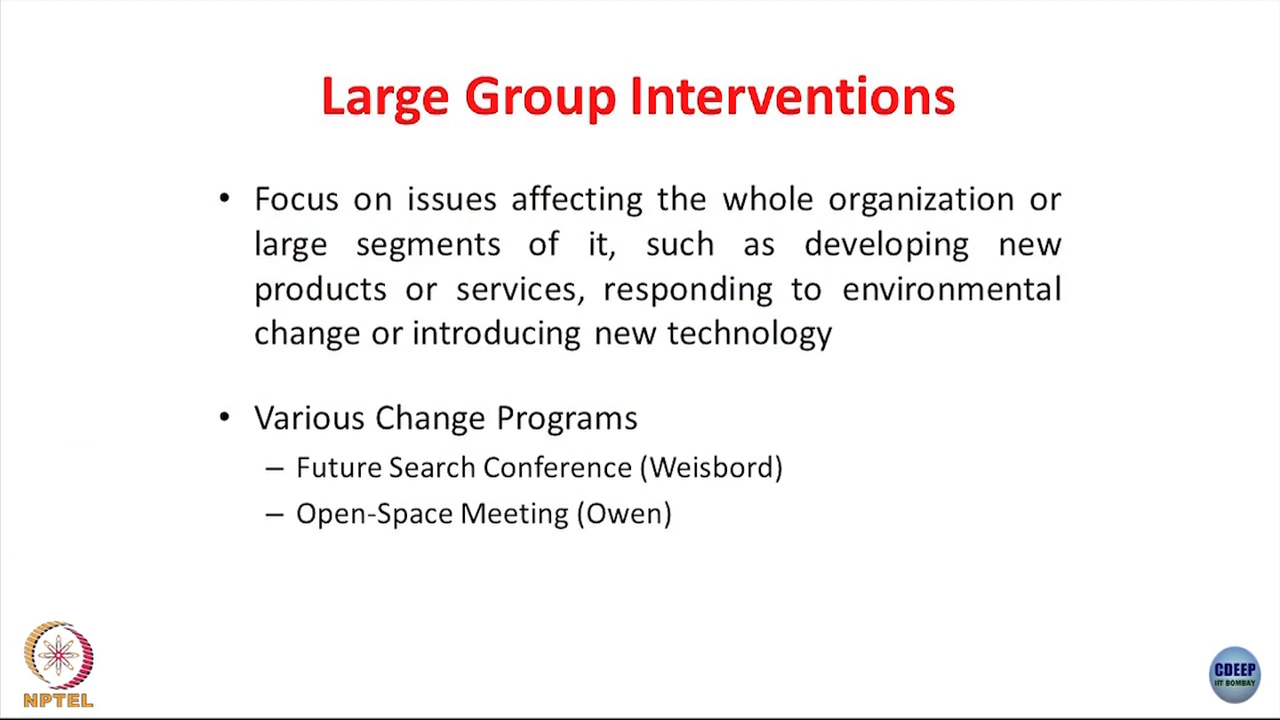 Large Group Interventions
• Focus on issues affecting the whole organization or
large segments of it, such as developing new
products or services, responding to environmental
change or introducing new technology
• Various Change Programs
– Future Search Conference (Weisbord)
– Open-Space Meeting (Owen)
NPTEL
CDEEP
IIT BOMBAY